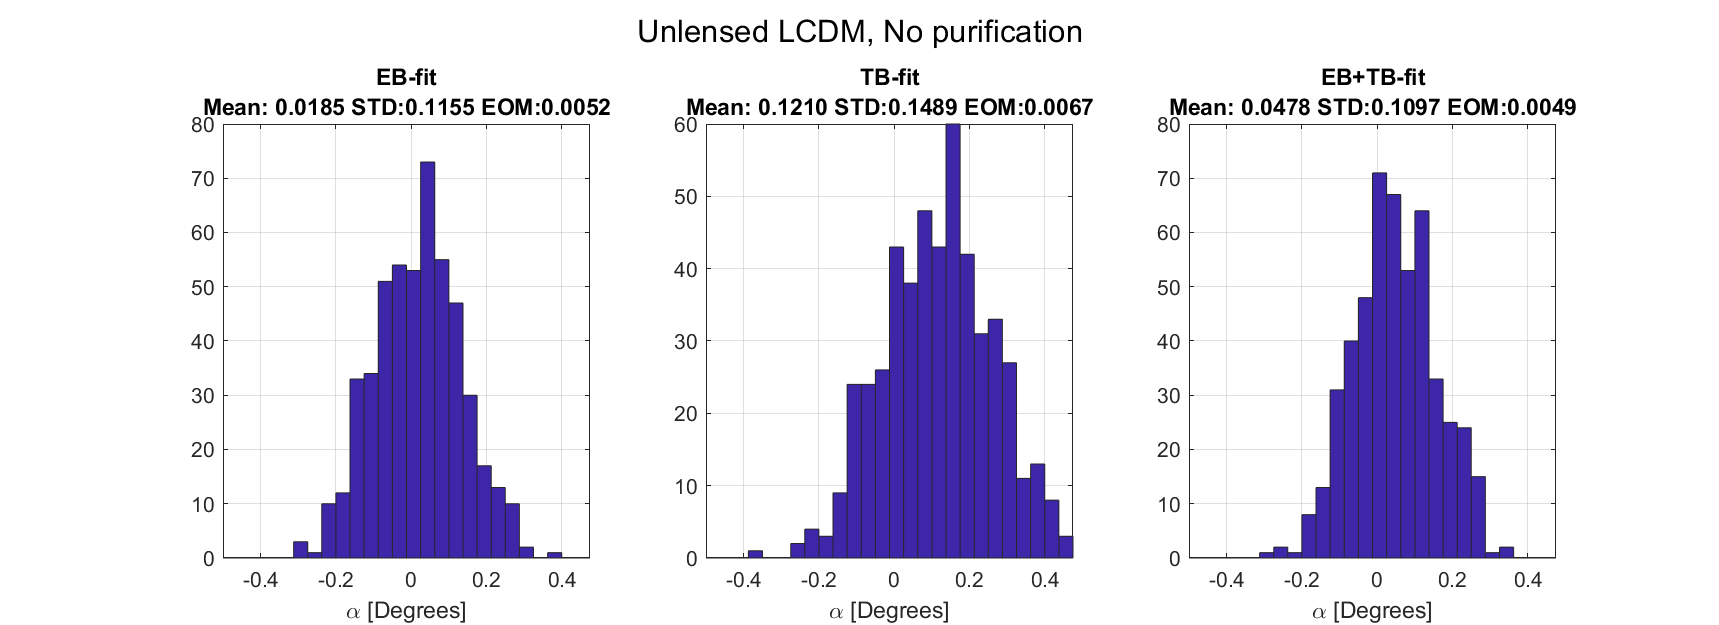 Unlensed LCDM, No purification
EB-fit
Mean: 0.0185 STD:0.1155 EOM:0.0052
80
70
60
50
40
30
20
10
0
-0.4 -0.2 0 0.2 0.4
α [Degrees]
TB-fit
Mean: 0.1210 STD:0.1489 EOM:0.0067
60
50
40
30
20
10
0
-0.4 -0.2 0 0.2 0.4
α [Degrees]
EB+TB-fit
Mean: 0.0478 STD:0.1097 EOM:0.0049
80
70
60
50
40
30
20
10
0
-0.4 -0.2 0 0.2 0.4
α [Degrees]